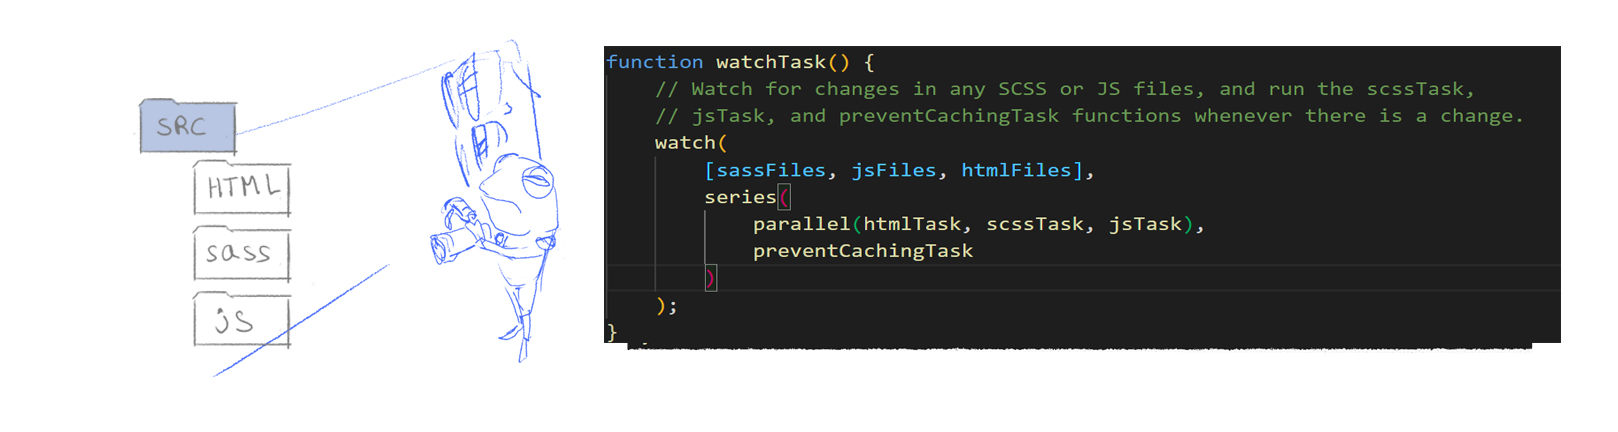 SRC
HTML
sass
js
function watchTask() {
// Watch for changes in any SCSS or JS files, and run the scssTask,
// jsTask, and preventCachingTask functions whenever there is a change.
watch(
[sassFiles, jsFiles, htmlFiles],
series(
parallel(htmlTask, scssTask, jsTask),
preventCachingTask
)
);
}